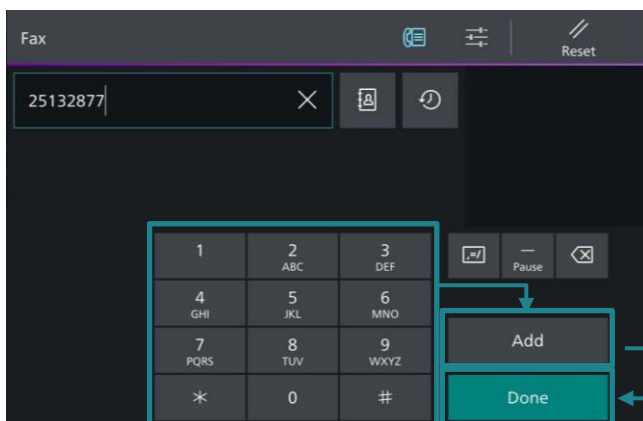 Fax
Reset
25132877
1
2
ABC
3
DEF
,=/
Pause
4
GHI
5
JKL
6
MNO
7
PQRS
8
TUV
9
WXYZ
Add
*
0
#
Done